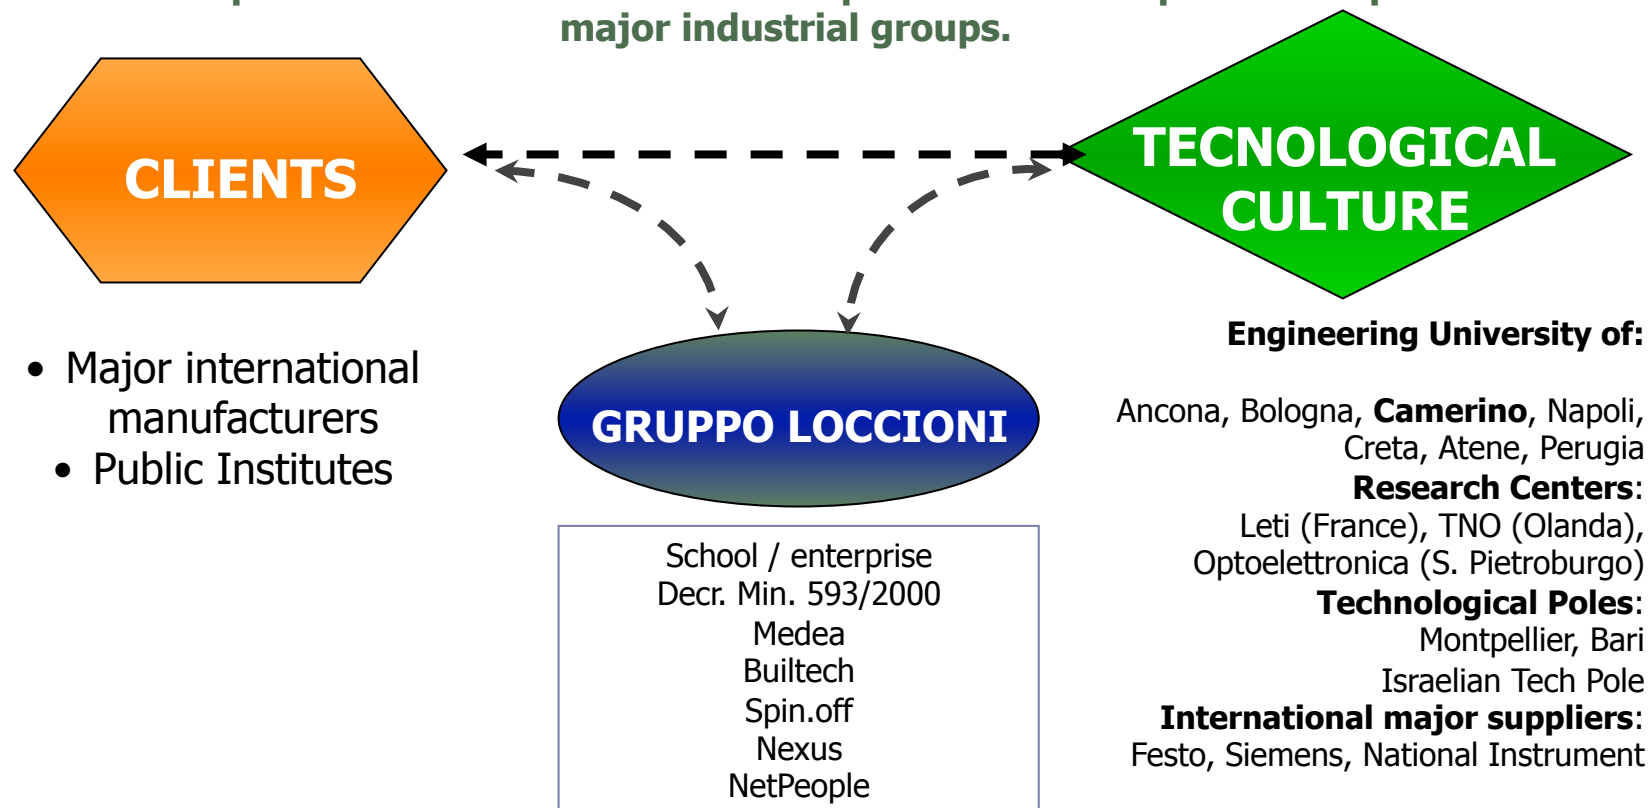 major industrial groups.
CLIENTS
TECNOLOGICAL
CULTURE
GRUPPO LOCCIONI
• Major international
manufacturers
• Public Institutes
School / enterprise
Decr. Min. 593/2000
Medea
Builtech
Spin.off
Nexus
NetPeople
Engineering University of:
Ancona, Bologna, Camerino, Napoli,
Creta, Atene, Perugia
Research Centers:
Leti (France), TNO (Olanda),
Optoelettronica (S. Pietroburgo)
Technological Poles:
Montpellier, Bari
Israelian Tech Pole
International major suppliers:
Festo, Siemens, National Instrument